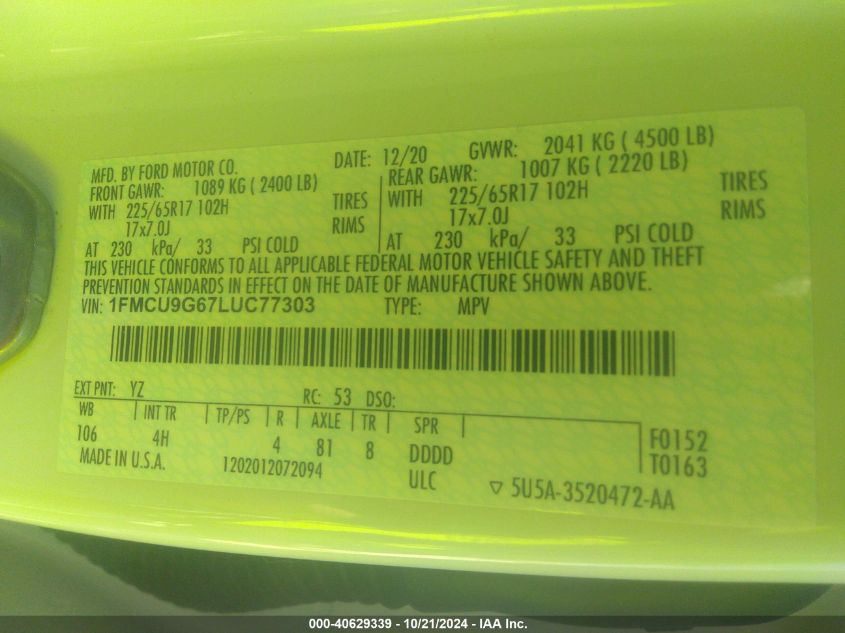 MFD. BY FORD MOTOR CO. DATE: 12/20 GVWR: 2041 KG ( 4500 LB)
FRONT GAWR: 1089 KG ( 2400 LB) REAR GAWR: 1007 KG ( 2220 LB)
WITH 225/65R17 102H TIRES WITH 225/65R17 102H TIRES
17x7.0J RIMS 17x7.0J RIMS
AT 230 kPa/ 33 PSI COLD AT 230 kPa/ 33 PSI COLD
THIS VEHICLE CONFORMS TO ALL APPLICABLE FEDERAL MOTOR VEHICLE SAFETY AND THEFT
PREVENTION STANDARDS IN EFFECT ON THE DATE OF MANUFACTURE SHOWN ABOVE.
VIN: 1FMCU9G67LUC77303 TYPE: MPV
EXT PNT: YZ RC: 53 DSO:
WB INT TR TP/PS R AXLE TR SPR
106 4H 4 81 8 DDDD F0152
MADE IN U.S.A. 1202012072094 ULC T0163
▽ 5U5A-3520472-AA
000-40629339 - 10/21/2024 - IAA Inc.